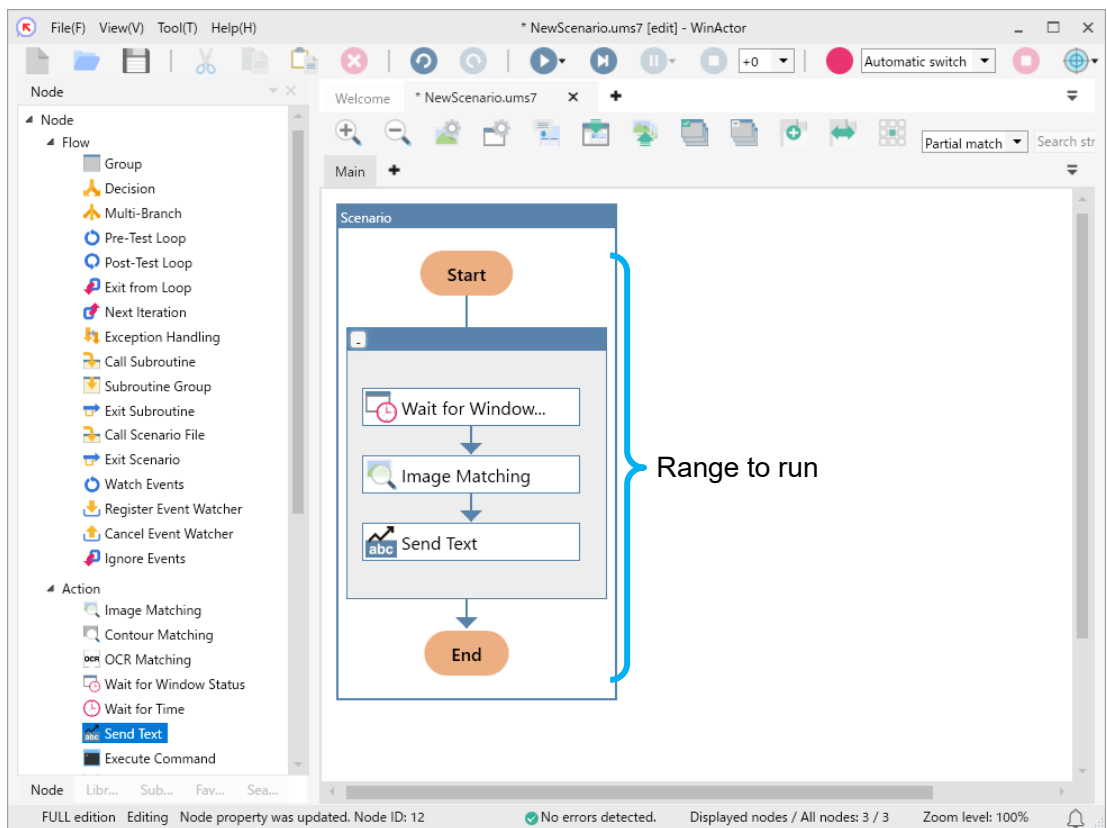 File(F) View(V) Tool(T) Help(H) * NewScenario.ums7 [edit] - WinActor
+0 Automatic switch
Node
Welcome * NewScenario.ums7
Node
Flow
Group
Decision
Multi-Branch
Pre-Test Loop
Post-Test Loop
Exit from Loop
Next Iteration
Exception Handling
Call Subroutine
Subroutine Group
Exit Subroutine
Call Scenario File
Exit Scenario
Watch Events
Register Event Watcher
Cancel Event Watcher
Ignore Events
Action
Image Matching
Contour Matching
OCR OCR Matching
Wait for Window Status
Wait for Time
abc Send Text
Execute Command
Node Libr... Sub... Fav... Sea...
Partial match Search str
Main
Scenario
Start
Wait for Window...
Image Matching
abc Send Text
End
Range to run
FULL edition Editing Node property was updated. Node ID: 12 No errors detected. Displayed nodes / All nodes: 3 / 3 Zoom level: 100%